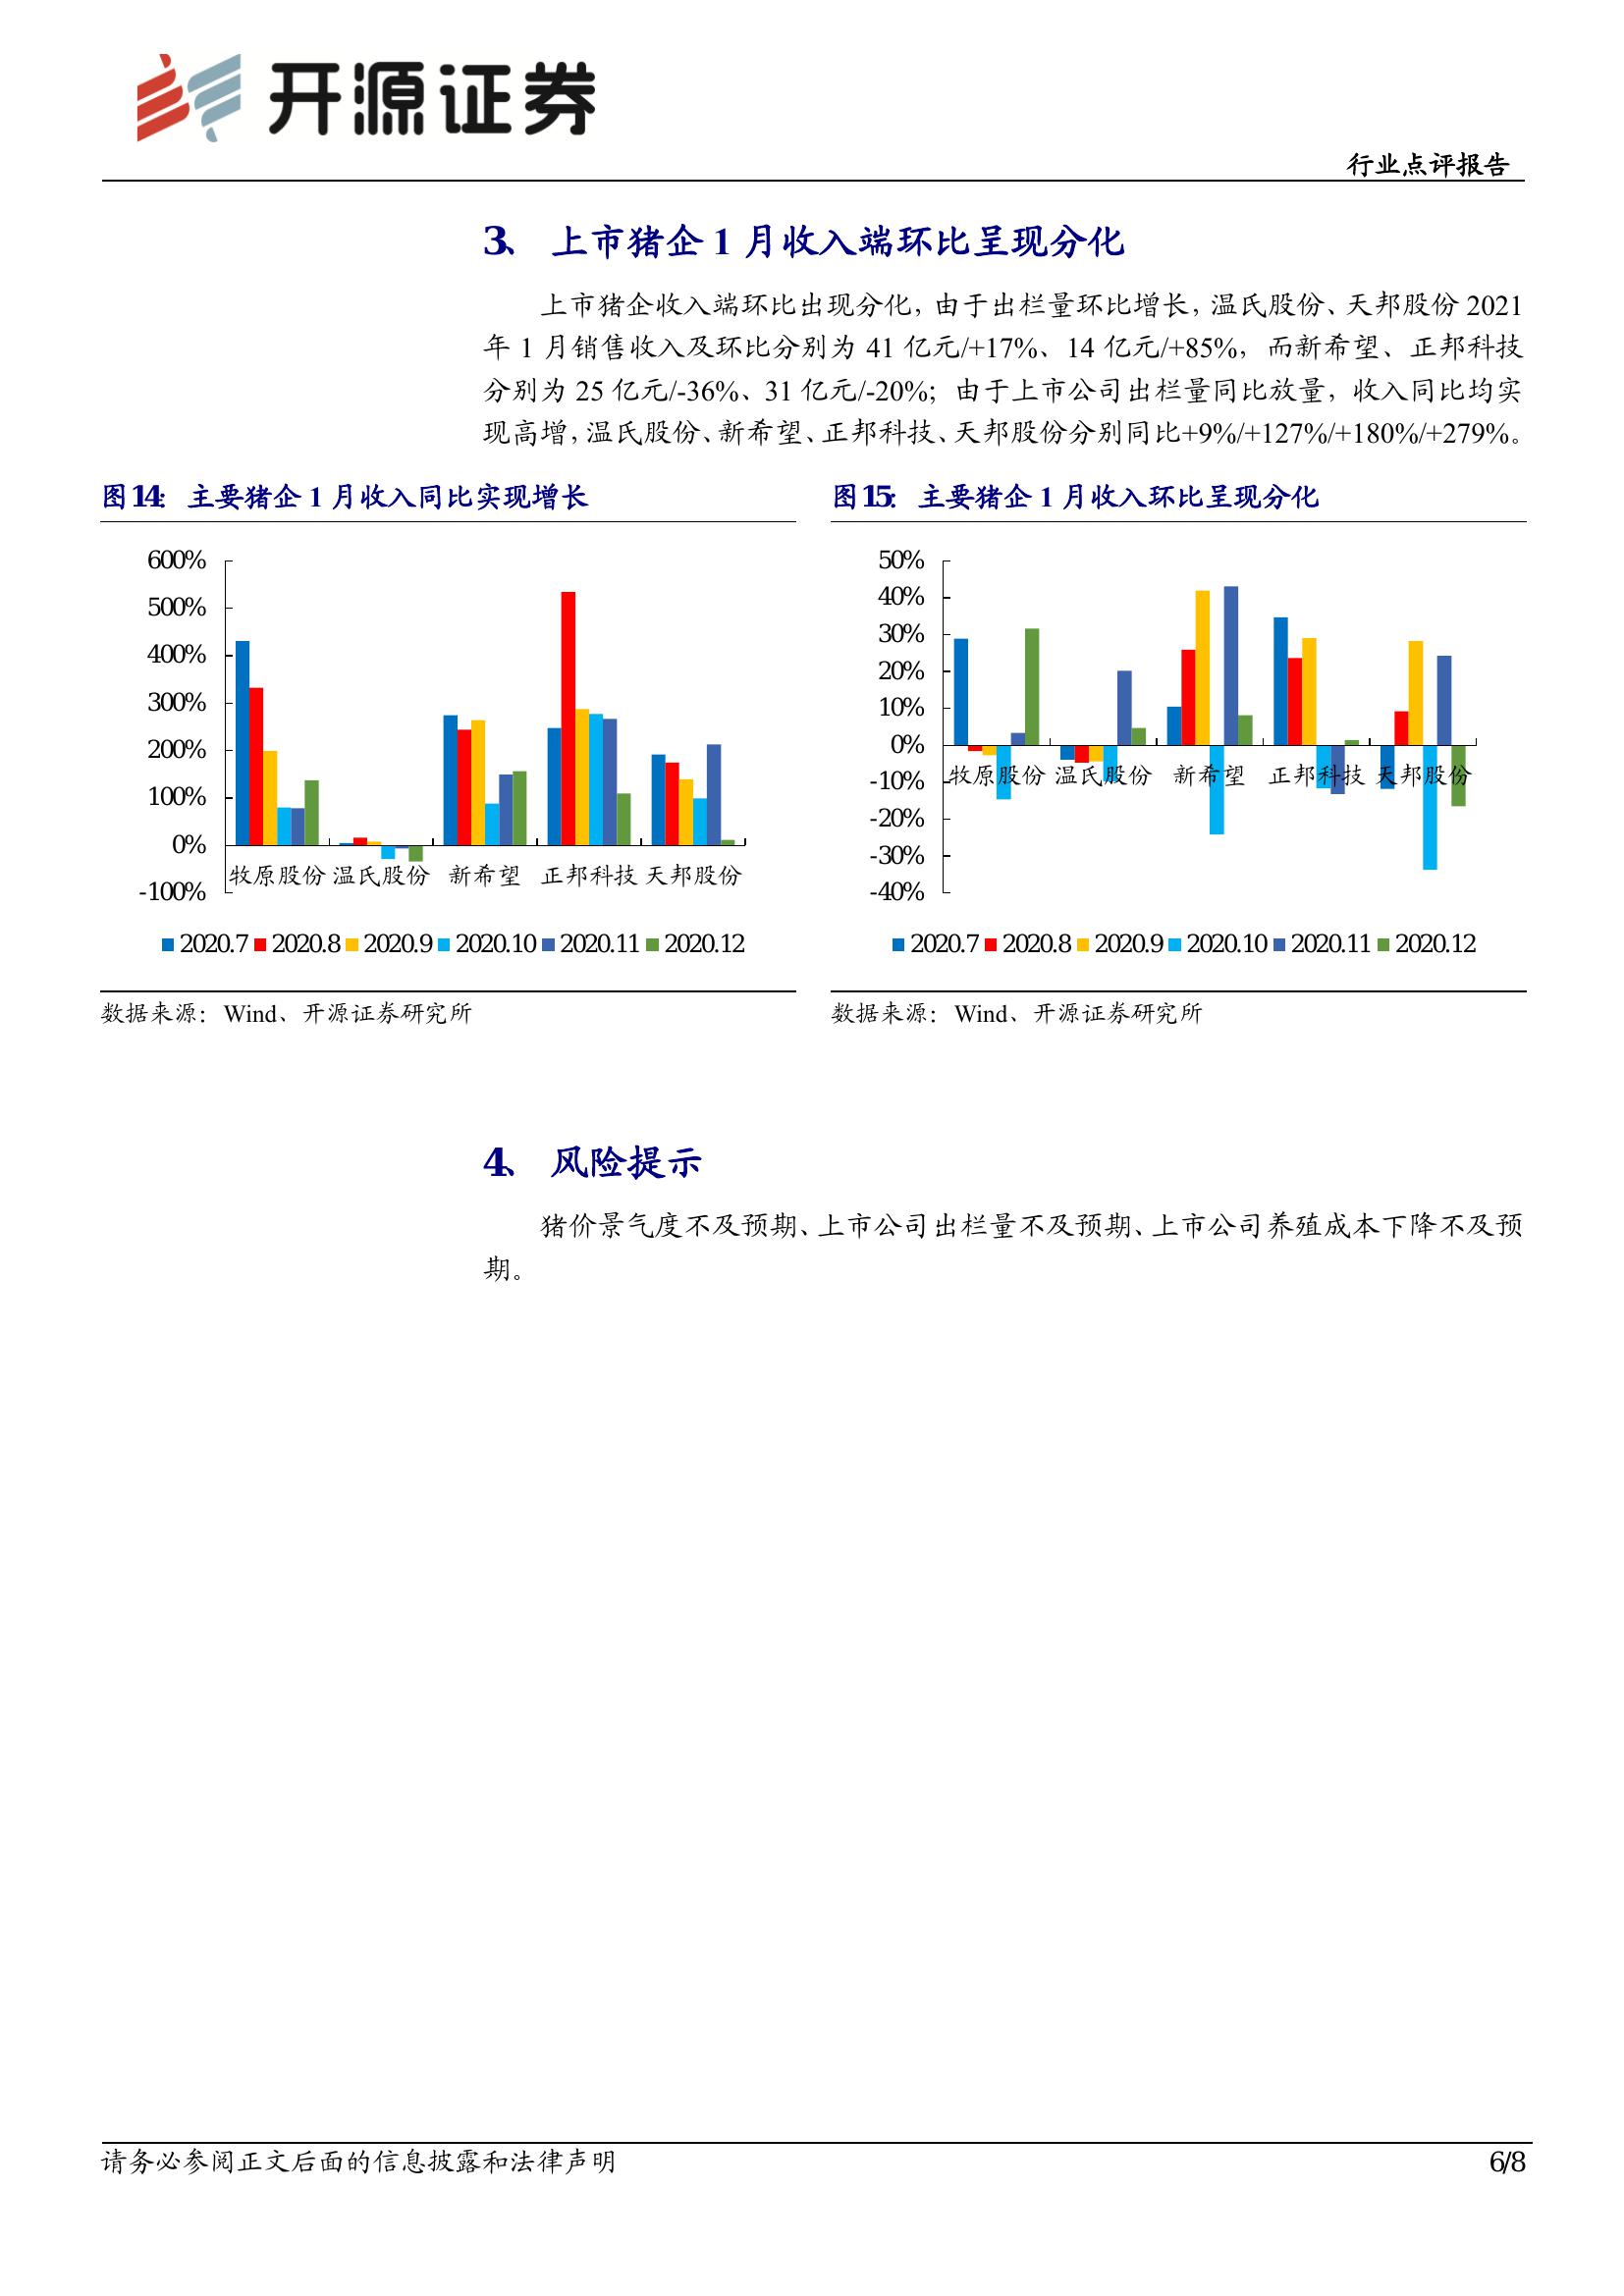 开源证券
行业点评报告
3、 上市猪企 1 月收入端环比呈现分化
上市猪企收入端环比出现分化，由于出栏量环比增长，温氏股份、天邦股份 2021
年 1 月销售收入及环比分别为 41 亿元/+17%、14 亿元/+85%，而新希望、正邦科技
分别为 25 亿元/-36%、31 亿元/-20%；由于上市公司出栏量同比放量，收入同比均实
现高增，温氏股份、新希望、正邦科技、天邦股份分别同比+9%/+127%/+180%/+279%。
图14： 主要猪企 1 月收入同比实现增长
600%
500%
400%
300%
200%
100%
0%
-100%
牧原股份 温氏股份 新希望 正邦科技 天邦股份
2020.7 2020.8 2020.9 2020.10 2020.11 2020.12
数据来源：Wind、开源证券研究所
图15： 主要猪企 1 月收入环比呈现分化
50%
40%
30%
20%
10%
0%
-10%
-20%
-30%
-40%
牧原股份 温氏股份 新希望 正邦科技 天邦股份
2020.7 2020.8 2020.9 2020.10 2020.11 2020.12
数据来源：Wind、开源证券研究所
4、 风险提示
猪价景气度不及预期、上市公司出栏量不及预期、上市公司养殖成本下降不及预
期。
请务必参阅正文后面的信息披露和法律声明
6/8